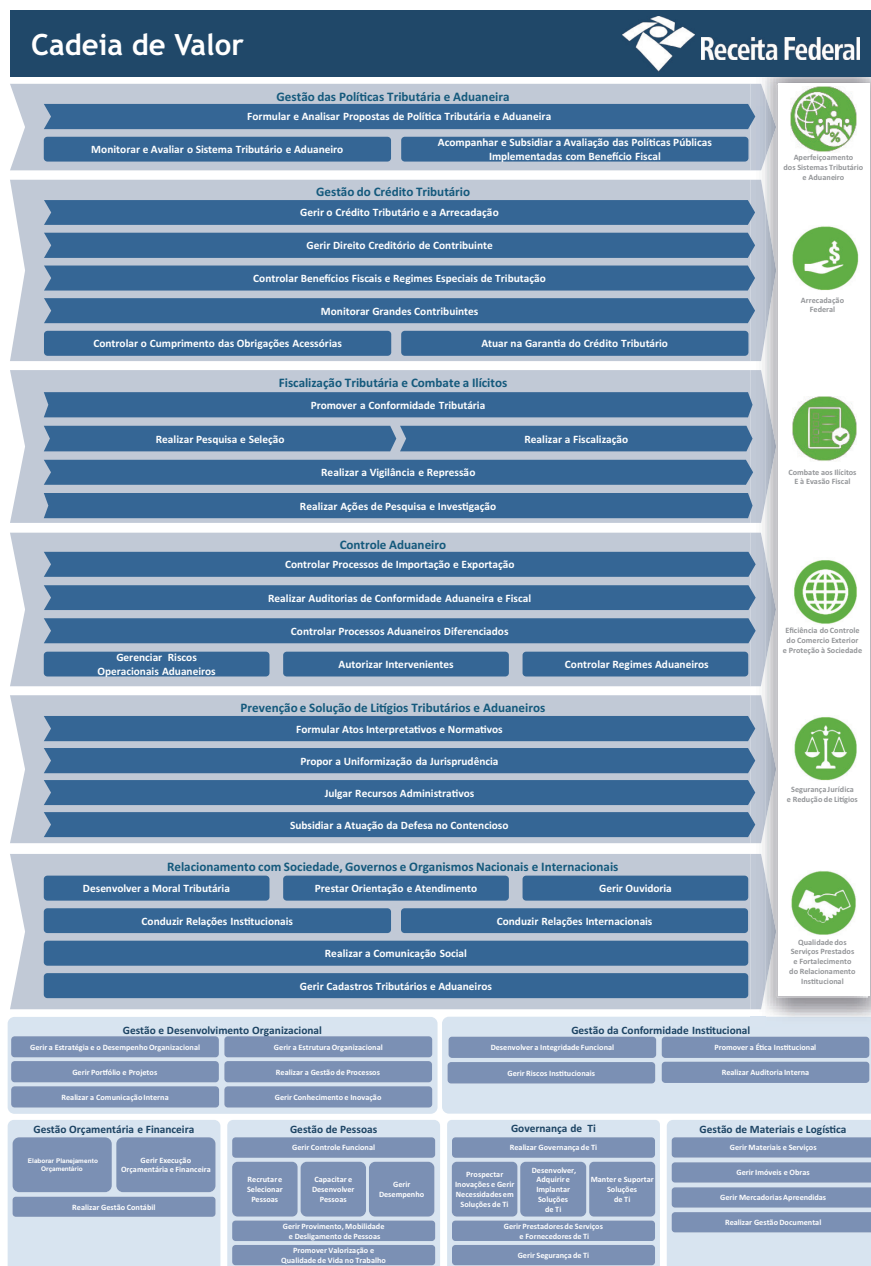 Cadeia de Valor
Receita Federal
Gestão das Políticas Tributária e Aduaneira
Formular e Analisar Propostas de Política Tributária e Aduaneira
Monitorar e Avaliar o Sistema Tributário e Aduaneiro
Acompanhar e Subsidiar a Avaliação das Políticas Públicas
Implementadas com Benefício Fiscal
Aperfeiçoamento
dos Sistemas Tributário
e Aduaneiro
Gestão do Crédito Tributário
Gerir o Crédito Tributário e a Arrecadação
Gerir Direito Creditório de Contribuinte
Controlar Benefícios Fiscais e Regimes Especiais de Tributação
Monitorar Grandes Contribuintes
Controlar o Cumprimento das Obrigações Acessórias
Atuar na Garantia do Crédito Tributário
Arrecadação
Federal
Fiscalização Tributária e Combate a Ilícitos
Promover a Conformidade Tributária
Realizar Pesquisa e Seleção
Realizar a Fiscalização
Realizar a Vigilância e Repressão
Realizar Ações de Pesquisa e Investigação
Combate aos Ilícitos
E à Evasão Fiscal
Controle Aduaneiro
Controlar Processos de Importação e Exportação
Realizar Auditorias de Conformidade Aduaneira e Fiscal
Controlar Processos Aduaneiros Diferenciados
Gerenciar Riscos
Operacionais Aduaneiros
Autorizar Intervenientes
Controlar Regimes Aduaneiros
Eficiência do Controle
do Comercio Exterior
e Proteção à Sociedade
Prevenção e Solução de Litígios Tributários e Aduaneiros
Formular Atos Interpretativos e Normativos
Propor a Uniformização da Jurisprudência
Julgar Recursos Administrativos
Subsidiar a Atuação da Defesa no Contencioso
Segurança Jurídica
e Redução de Litígios
Relacionamento com Sociedade, Governos e Organismos Nacionais e Internacionais
Desenvolver a Moral Tributária
Prestar Orientação e Atendimento
Gerir Ouvidoria
Conduzir Relações Institucionais
Conduzir Relações Internacionais
Realizar a Comunicação Social
Gerir Cadastros Tributários e Aduaneiros
Qualidade dos
Serviços Prestados
e Fortalecimento
do Relacionamento
Institucional
Gestão e Desenvolvimento Organizacional
Gerir a Estratégia e o Desempenho Organizacional
Gerir a Estrutura Organizacional
Gerir Portfólio e Projetos
Realizar a Gestão de Processos
Realizar a Comunicação Interna
Gerir Conhecimento e Inovação
Gestão da Conformidade Institucional
Desenvolver a Integridade Funcional
Promover a Ética Institucional
Gerir Riscos Institucionais
Realizar Auditoria Interna
Gestão Orçamentária e Financeira
Elaborar Planejamento
Orçamentário
Gerir Execução
Orçamentária e Financeira
Realizar Gestão Contábil
Gestão de Pessoas
Gerir Controle Funcional
Recrutar e
Selecionar
Pessoas
Capacitar e
Desenvolver
Pessoas
Gerir
Desempenho
Gerir Provimento, Mobilidade
e Desligamento de Pessoas
Promover Valorização e
Qualidade de Vida no Trabalho
Governança de Ti
Realizar Governança de Ti
Prospectar
Inovações e Gerir
Necessidades em
Soluções de Ti
Desenvolver,
Adquirir e
Implantar
Soluções
de Ti
Manter e Suportar
Soluções
de Ti
Gerir Prestadores de Serviços
e Fornecedores de Ti
Gerir Segurança de Ti
Gestão de Materiais e Logística
Gerir Materiais e Serviços
Gerir Imóveis e Obras
Gerir Mercadorias Apreendidas
Realizar Gestão Documental